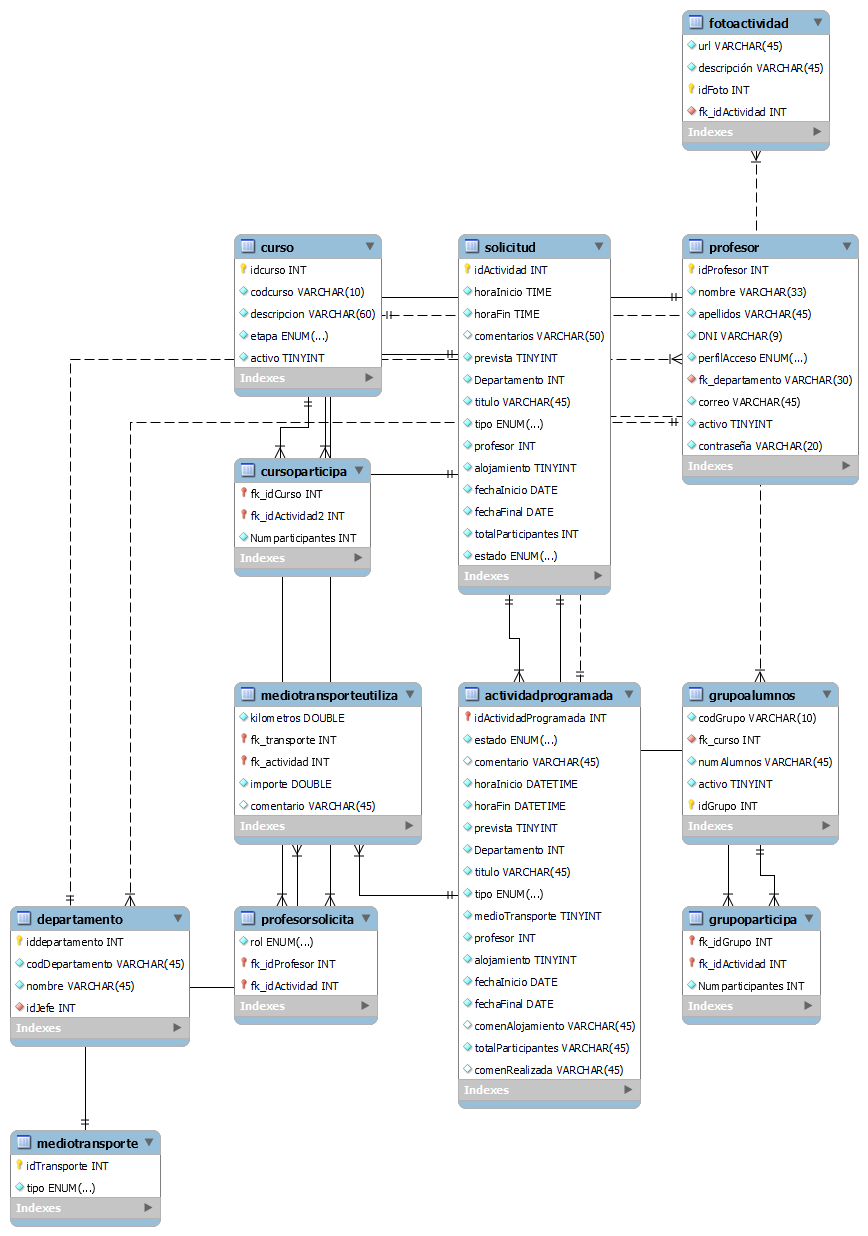 fotoactividad
url VARCHAR(45)
descripción VARCHAR(45)
idFoto INT
fk_idActividad INT
Indexes
curso
idcurso INT
codcurso VARCHAR(10)
descripcion VARCHAR(60)
etapa ENUM(...)
activo TINYINT
Indexes
solicitud
idActividad INT
horaInicio TIME
horaFin TIME
comentarios VARCHAR(50)
prevista TINYINT
Departamento INT
titulo VARCHAR(45)
tipo ENUM(...)
profesor INT
alojamiento TINYINT
fechaInicio DATE
fechaFinal DATE
totalParticipantes INT
estado ENUM(...)
Indexes
profesor
idProfesor INT
nombre VARCHAR(33)
apellidos VARCHAR(45)
DNI VARCHAR(9)
perfilAcceso ENUM(...)
fk_departamento VARCHAR(30)
correo VARCHAR(45)
activo TINYINT
contraseña VARCHAR(20)
Indexes
cursoparticipa
fk_idCurso INT
fk_idActividad2 INT
Numparticipantes INT
Indexes
mediotransporteutiliza
kilometros DOUBLE
fk_transporte INT
fk_actividad INT
importe DOUBLE
comentario VARCHAR(45)
Indexes
actividadprogramada
idActividadProgramada INT
estado ENUM(...)
comentario VARCHAR(45)
horaInicio DATETIME
horaFin DATETIME
prevista TINYINT
Departamento INT
titulo VARCHAR(45)
tipo ENUM(...)
medioTransporte TINYINT
profesor INT
alojamiento TINYINT
fechaInicio DATE
fechaFinal DATE
comenAlojamiento VARCHAR(45)
totalParticipantes VARCHAR(45)
comenRealizada VARCHAR(45)
Indexes
grupoalumnos
codGrupo VARCHAR(10)
fk_curso INT
numAlumnos VARCHAR(45)
activo TINYINT
idGrupo INT
Indexes
departamento
iddepartamento INT
codDepartamento VARCHAR(45)
nombre VARCHAR(45)
idJefe INT
Indexes
profesorsolicita
rol ENUM(...)
fk_idProfesor INT
fk_idActividad INT
Indexes
grupoparticipa
fk_idGrupo INT
fk_idActividad INT
Numparticipantes INT
Indexes
mediotransporte
idTransporte INT
tipo ENUM(...)
Indexes